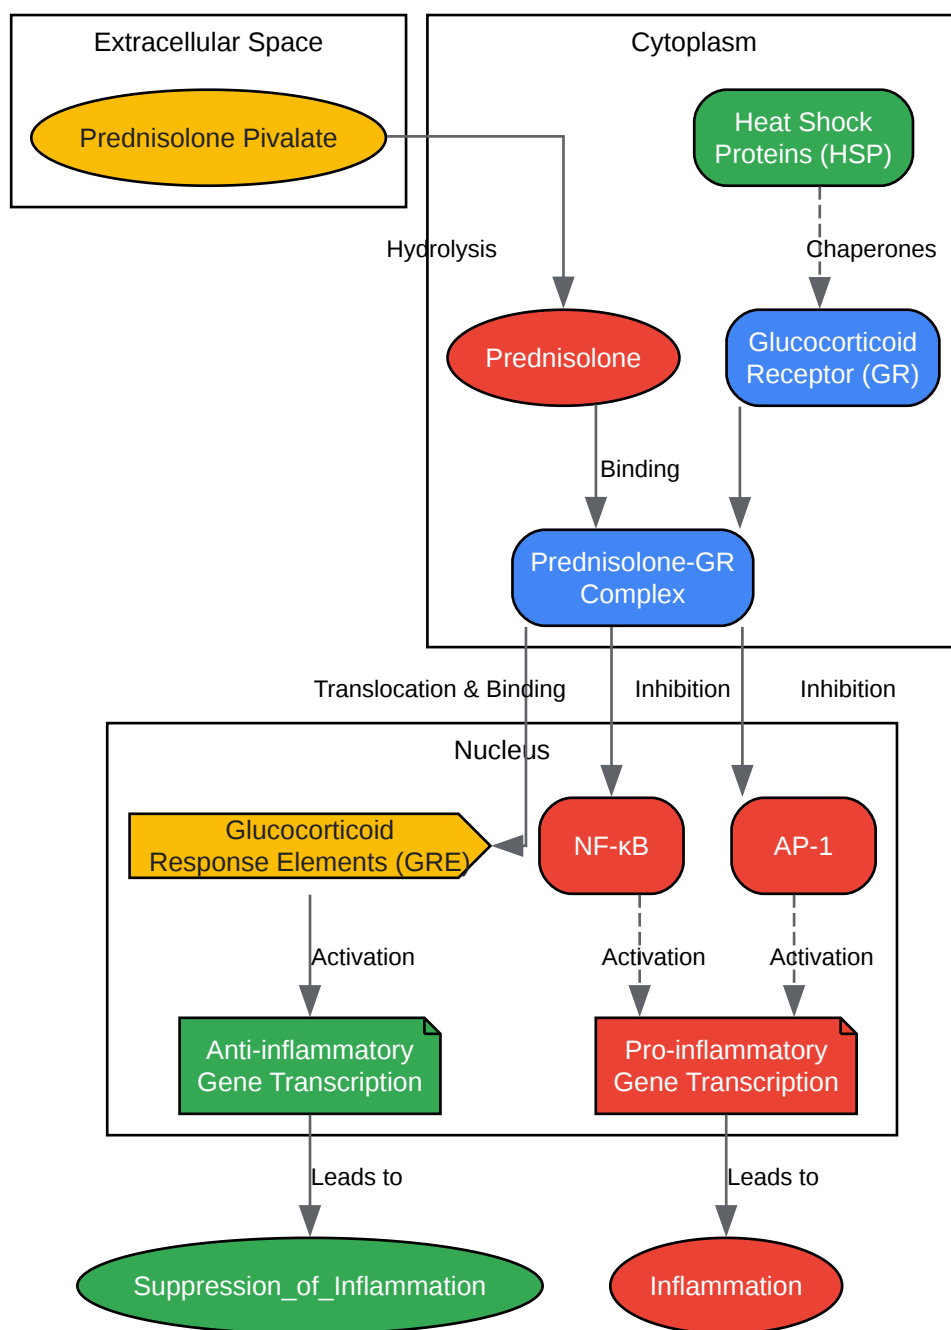 Extracellular Space
Cytoplasm
Prednisolone Pivalate
Heat Shock
Proteins (HSP)
Hydrolysis
Chaperones
Prednisolone
Glucocorticoid
Receptor (GR)
Binding
Prednisolone-GR
Complex
Translocation & Binding
Inhibition
Inhibition
Nucleus
Glucocorticoid
Response Elements (GRE)
NF-κB
AP-1
Activation
Activation
Activation
Anti-inflammatory
Gene Transcription
Pro-inflammatory
Gene Transcription
Leads to
Leads to
Suppression_of_Inflammation
Inflammation